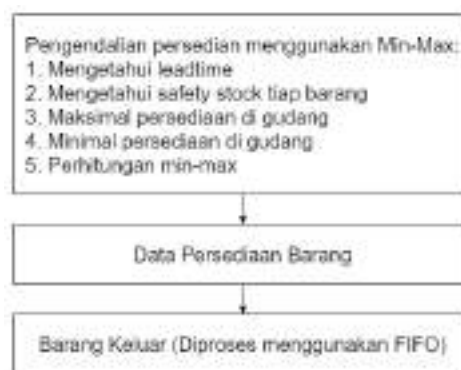 Pengendalian persedian menggunakan Min-Max:
1. Mengetahui leadtime
2. Mengetahui safety stock tiap barang
3. Maksimal persediaan di gudang
4. Minimal persediaan di gudang
5. Perhitungan min-max
Data Persediaan Barang
Barang Keluar (Diproses menggunakan FIFO)